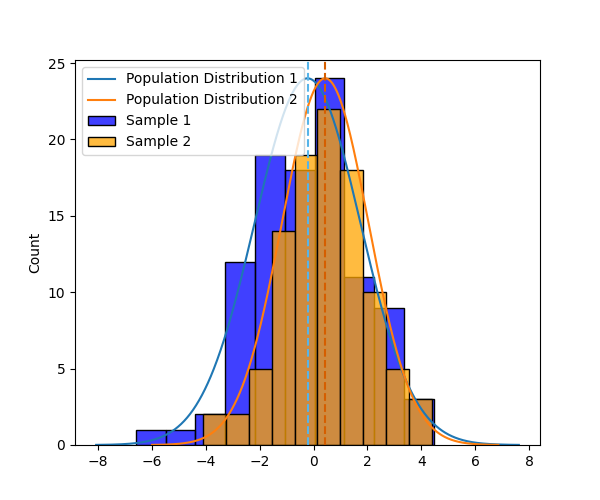 25
20
15
10
5
0
Count
Population Distribution 1
Population Distribution 2
Sample 1
Sample 2
−8 −6 −4 −2 0 2 4 6 8